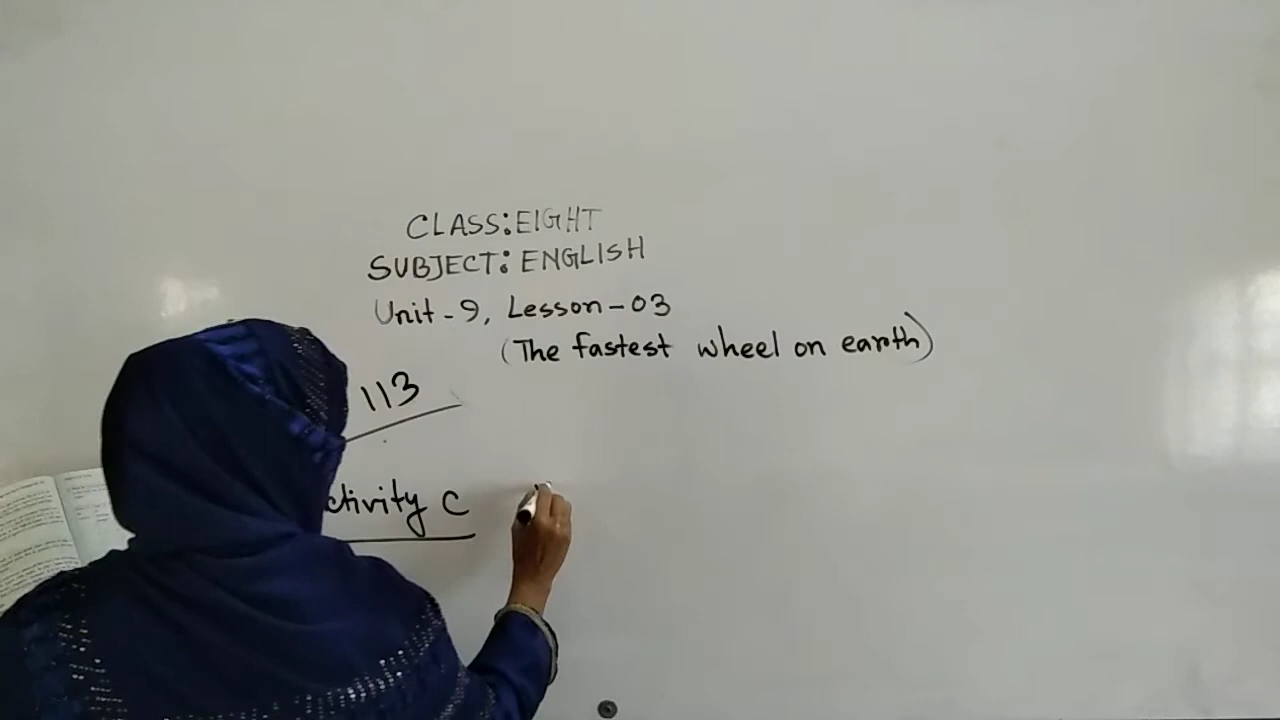 CLASS:EIGHT
SUBJECT: ENGLISH
Unit-9, Lesson-03
(The fastest wheel on earth)
113
ctivity C